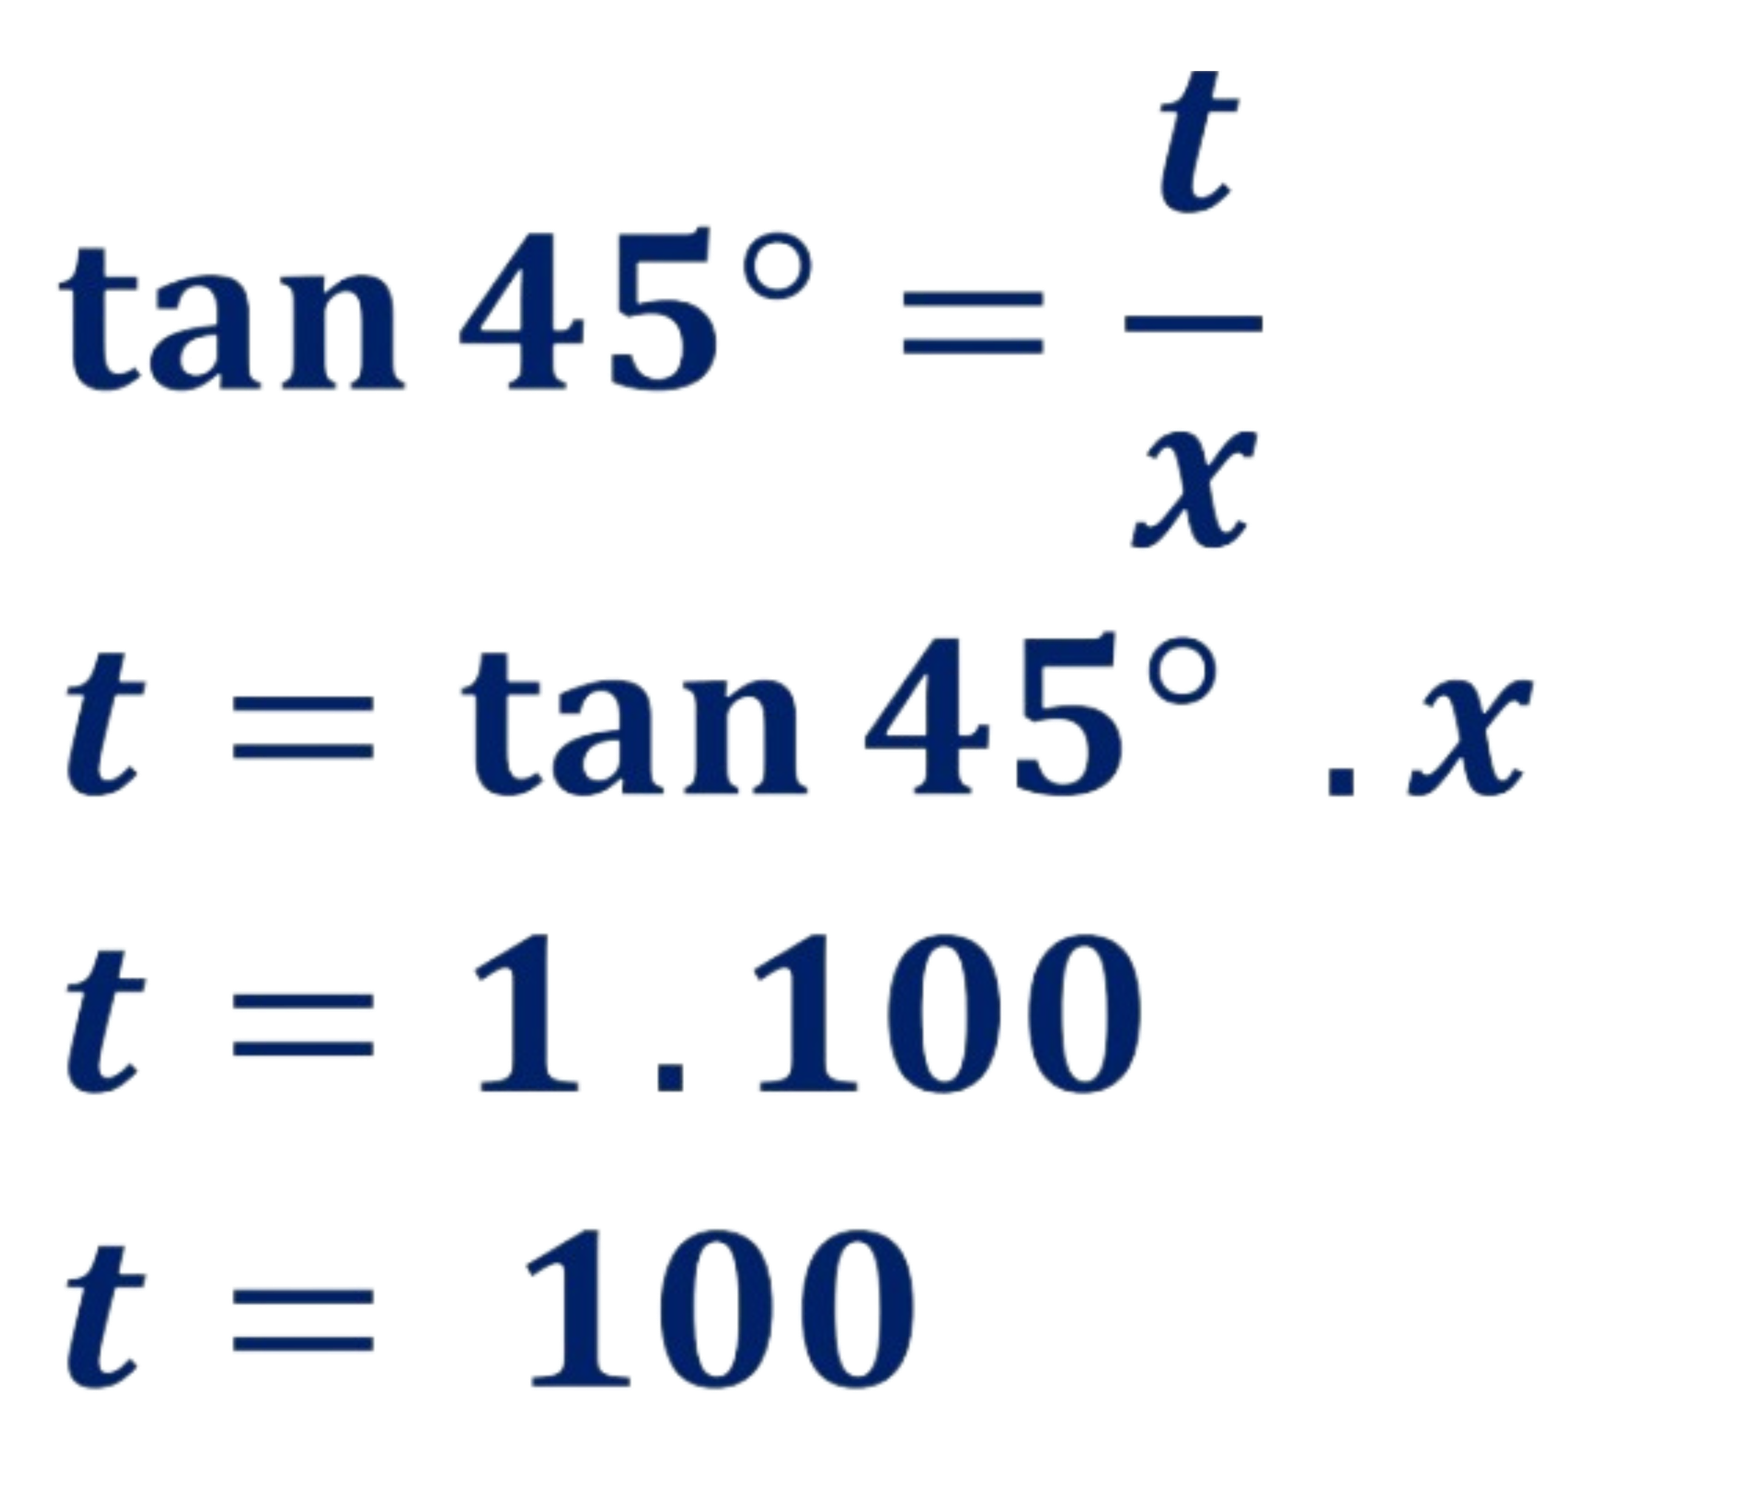 tan 45° = t/x
t = tan 45° . x
t = 1 . 100
t = 100